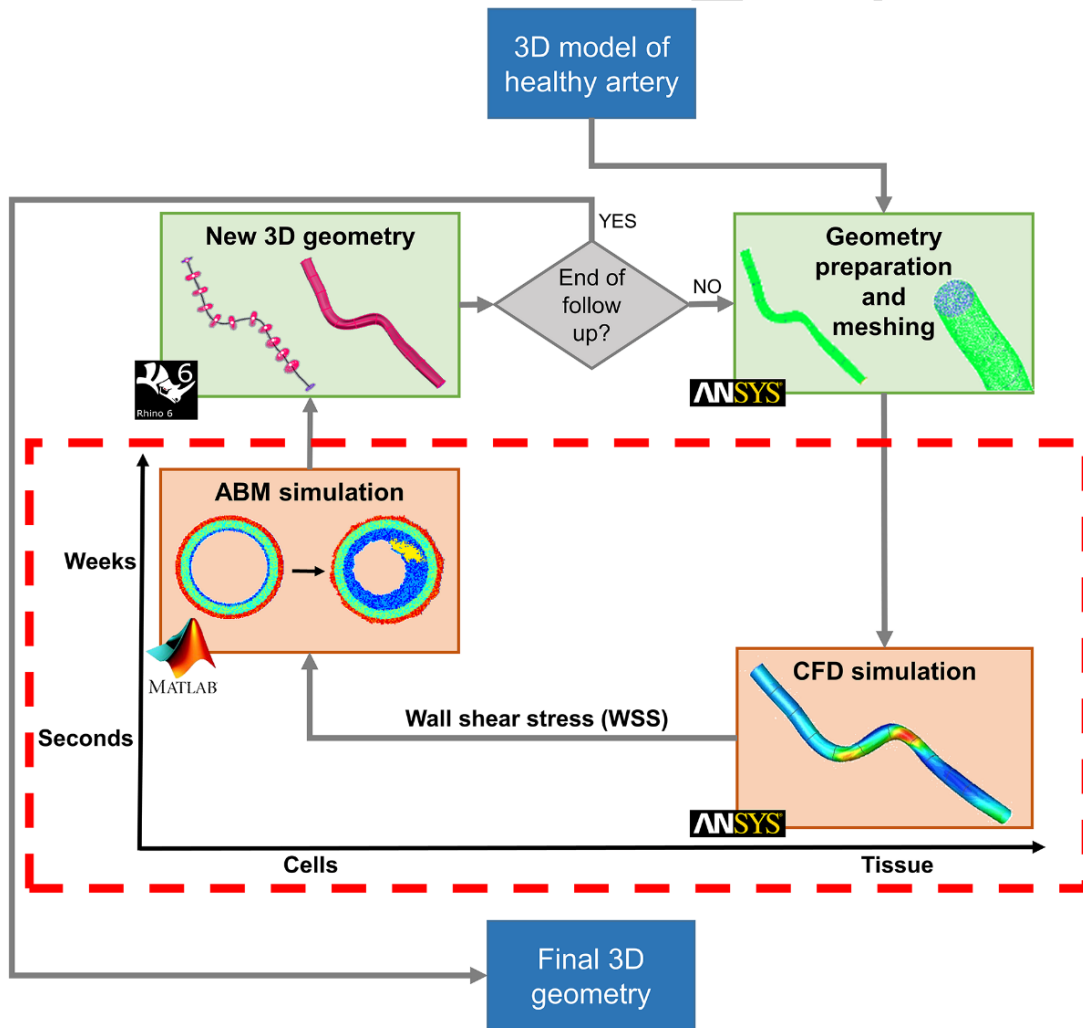 3D model of
healthy artery
YES
New 3D geometry
End of
follow
up?
NO
Geometry
preparation
and
meshing
6
Rhino 6
ANSYS®
ABM simulation
Weeks
MATLAB
CFD simulation
Wall shear stress (WSS)
Seconds
ANSYS®
Cells
Tissue
Final 3D
geometry